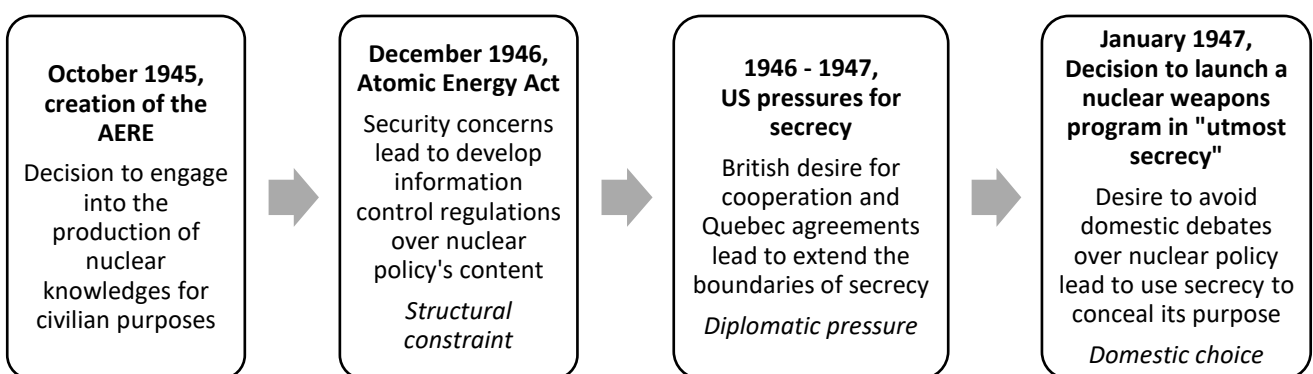 October 1945,
creation of the
AERE
Decision to engage
into the
production of
nuclear
knowledges for
civilian purposes
December 1946,
Atomic Energy Act
Security concerns
lead to develop
information
control regulations
over nuclear
policy's content
Structural
constraint
1946 - 1947,
US pressures for
secrecy
British desire for
cooperation and
Quebec agreements
lead to extend the
boundaries of secrecy
Diplomatic pressure
January 1947,
Decision to launch a
nuclear weapons
program in "utmost
secrecy"
Desire to avoid
domestic debates
over nuclear policy
lead to use secrecy to
conceal its purpose
Domestic choice